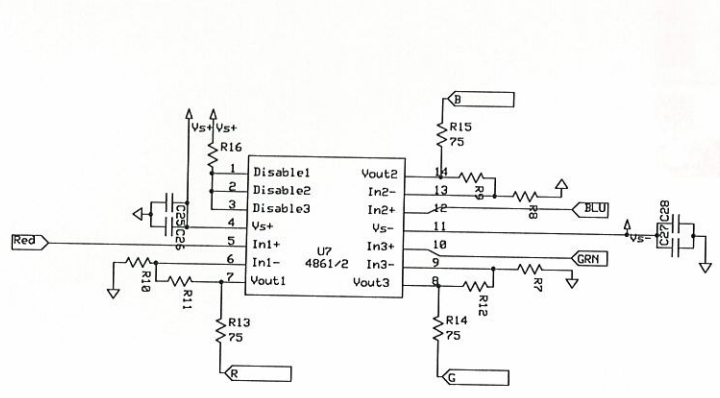 B
R15
75
Vs+ Vs+
R16
1 Disable1
2 Disable2
3 Disable3
4 Vs+
5 In1+
6 In1-
7 Vout1
Vout2 14
In2- 13
In2+ 12
Vs- 11
In3+ 10
In3- 9
Vout3 8
U7
4861/2
R9
R8
BLU
C25
C26
Red
Vs-
C27
C28
GRN
R10
R11
R12
R7
R13
75
R14
75
R
G